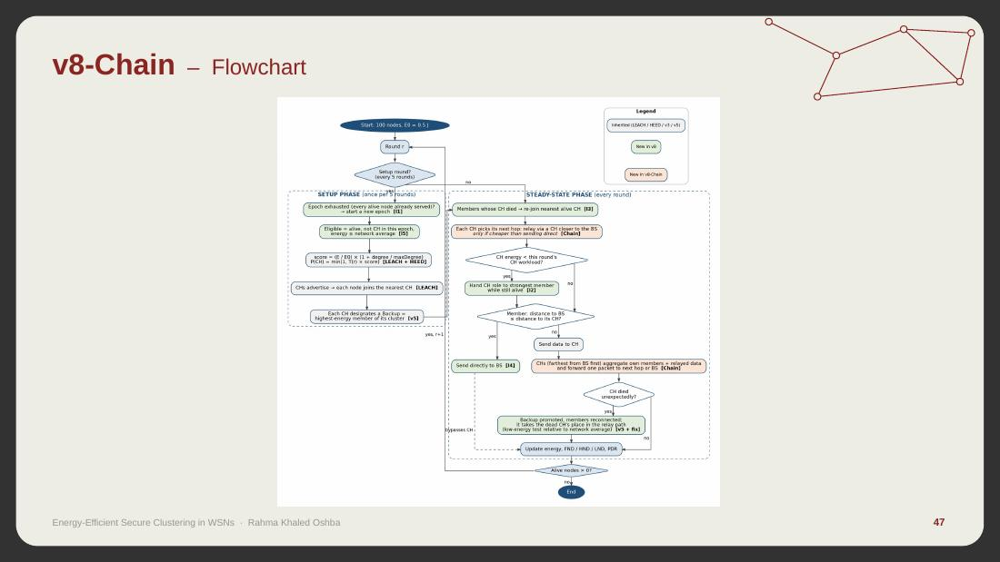 v8-Chain – Flowchart
Start: 100 nodes, E0 = 0.5 J
Round r
Setup round?
(every 5 rounds)
yes
no
Legend
Inherited (LEACH / HEED / v3 / v5)
New in v8
New in v8-Chain
SETUP PHASE (once per 5 rounds)
Epoch exhausted (every alive node already served)?
→ start a new epoch [I1]
Eligible = alive, not CH in this epoch,
energy ≥ network average [I5]
score = (E / E0) × (1 + degree / maxDegree)
P(CH) = min(1, T(r) × score) [LEACH + HEED]
CHs advertise → each node joins the nearest CH [LEACH]
Each CH designates a Backup =
highest-energy member of its cluster [v5]
yes, r+1
STEADY-STATE PHASE (every round)
Members whose CH died → re-join nearest alive CH [I3]
Each CH picks its next hop: relay via a CH closer to the BS
only if cheaper than sending direct [Chain]
CH energy < this round's
CH workload?
yes
no
Hand CH role to strongest member
while still alive [I2]
Member: distance to BS
≤ distance to its CH?
yes
no
Send data to CH
Send directly to BS [I4]
CHs (farthest from BS first) aggregate own members + relayed data
and forward one packet to next hop or BS [Chain]
CH died
unexpectedly?
yes
no
Backup promoted, members reconnected;
it takes the dead CH's place in the relay path
(low-energy test relative to network average) [v5 + fix]
bypasses CH
Update energy, FND / HND / LND, PDR
Alive nodes > 0?
no
End
Energy-Efficient Secure Clustering in WSNs · Rahma Khaled Oshba
47